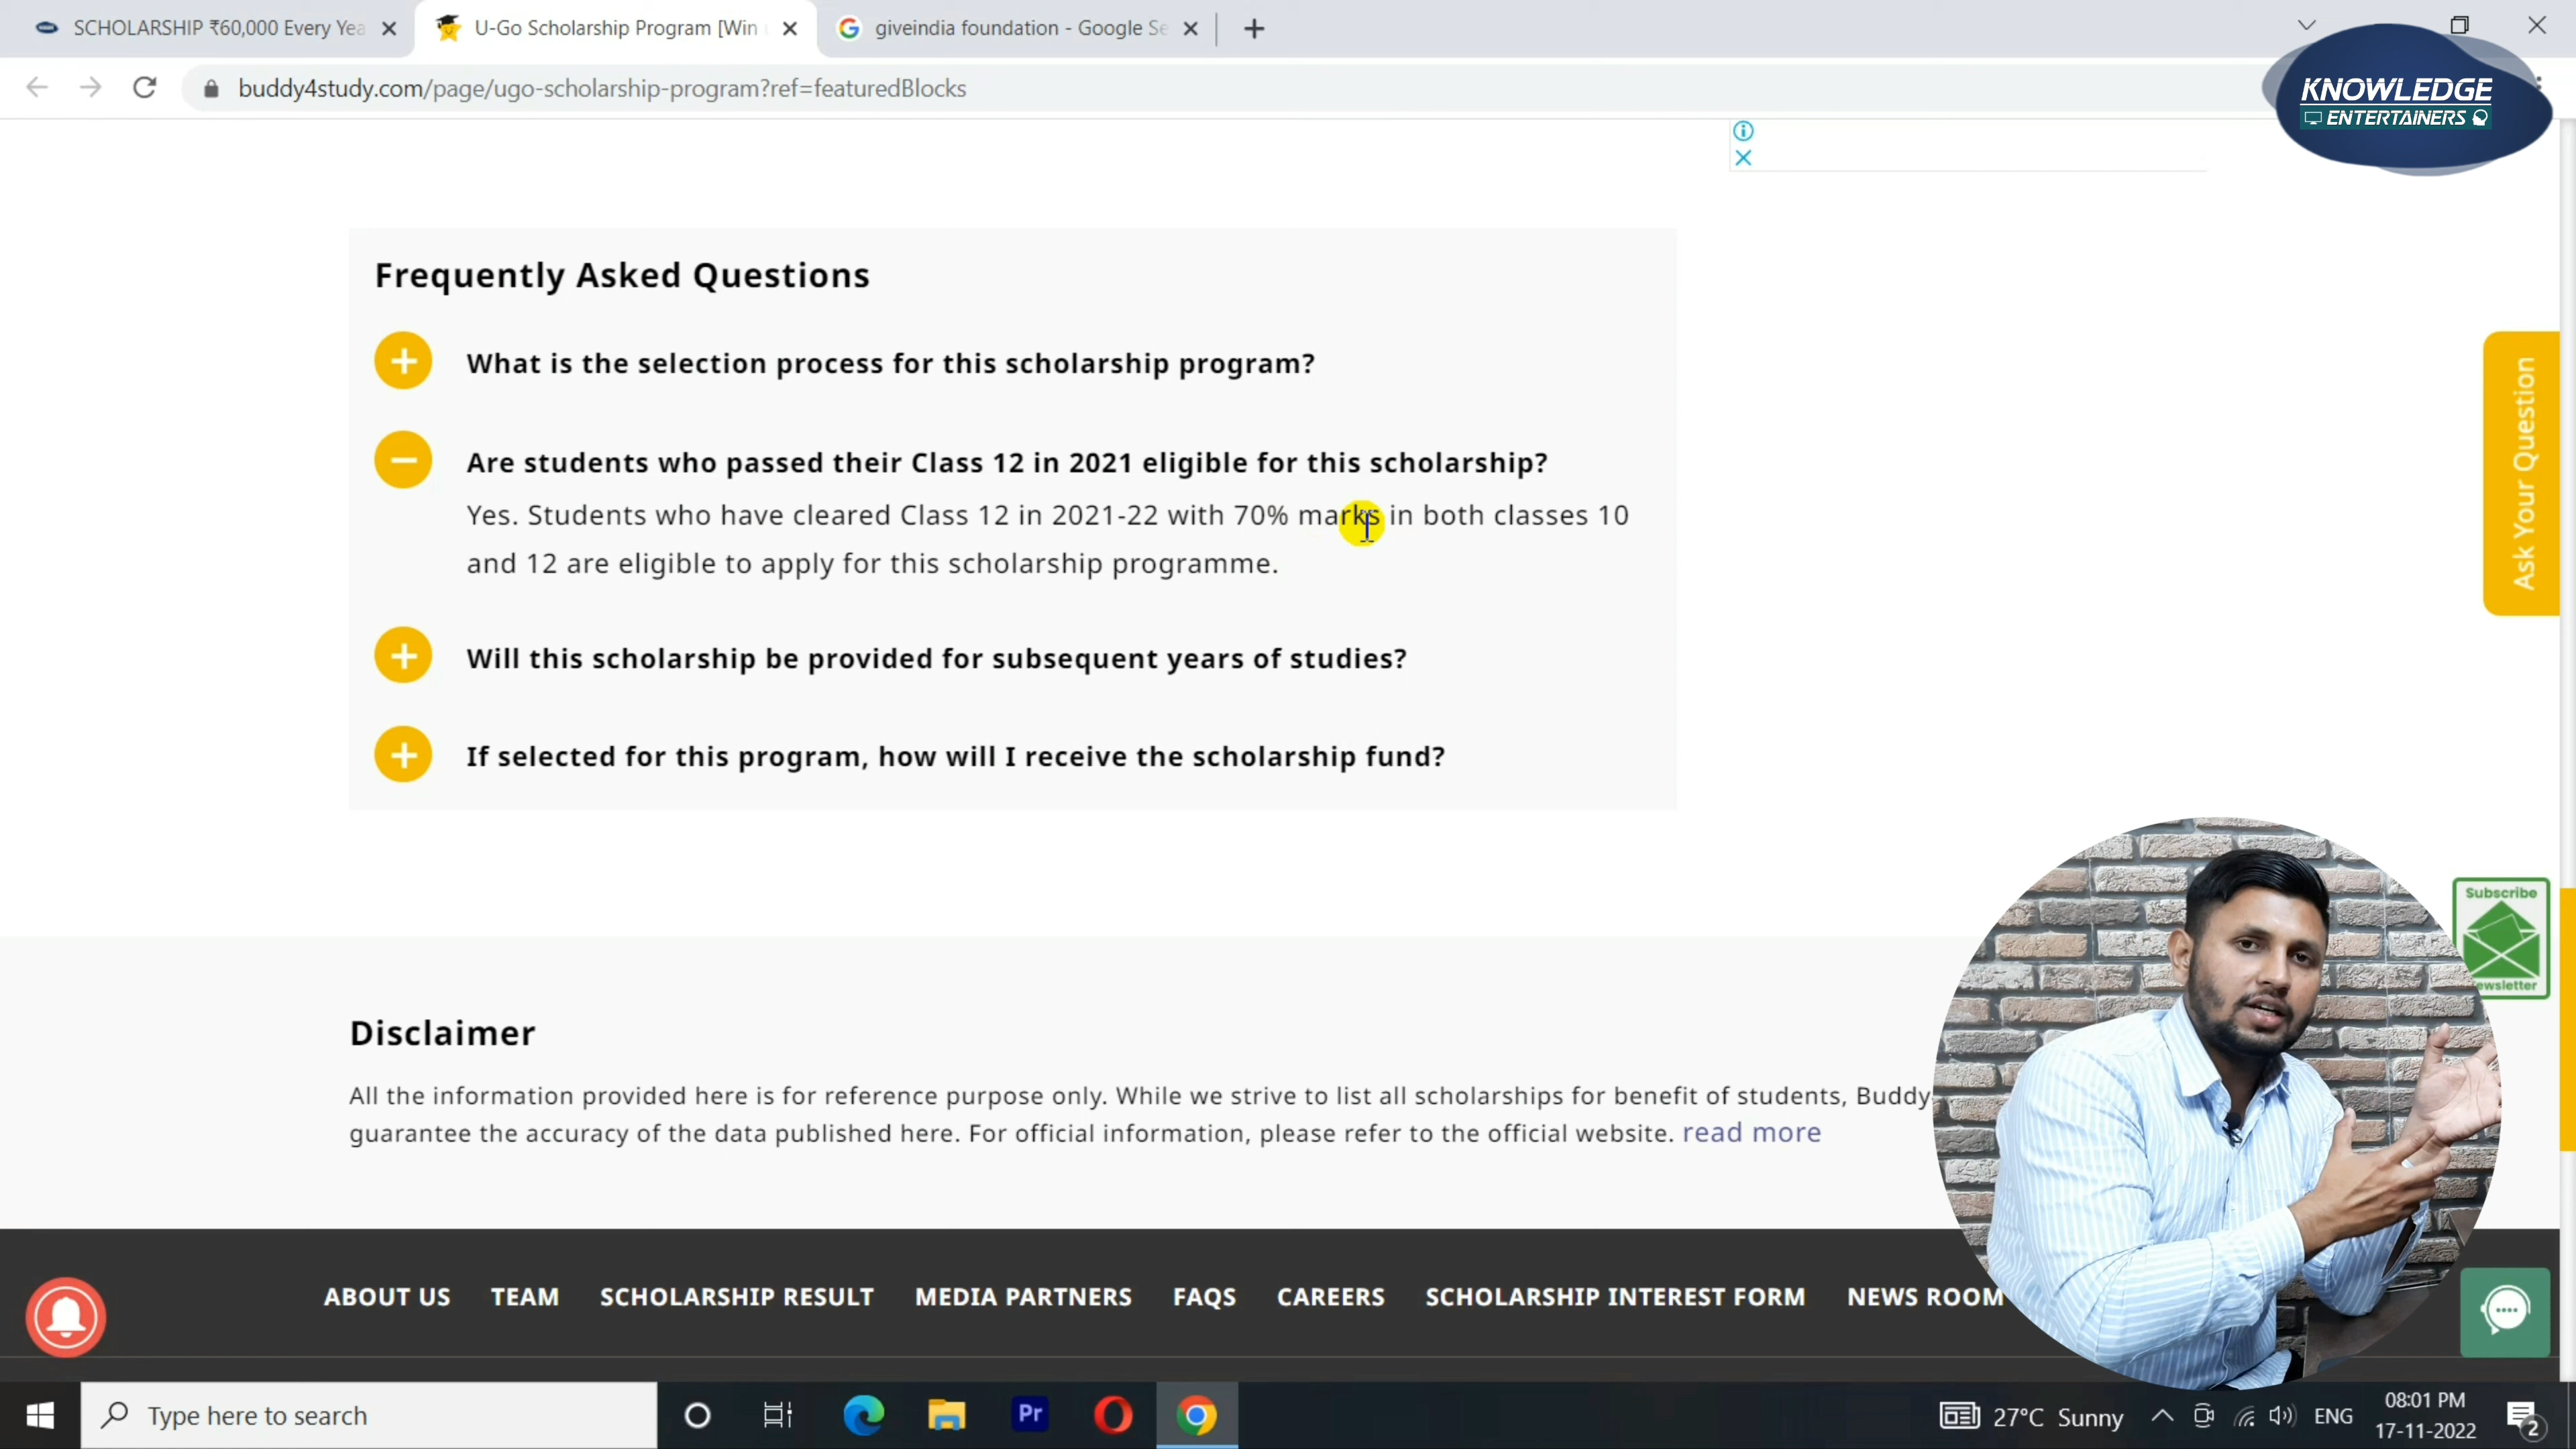 SCHOLARSHIP ₹60,000 Every Yea
U-Go Scholarship Program [Win
giveindia foundation - Google Se
buddy4study.com/page/ugo-scholarship-program?ref=featuredBlocks
KNOWLEDGE
ENTERTAINERS
Frequently Asked Questions
What is the selection process for this scholarship program?
Are students who passed their Class 12 in 2021 eligible for this scholarship?
Yes. Students who have cleared Class 12 in 2021-22 with 70% marks in both classes 10
and 12 are eligible to apply for this scholarship programme.
Will this scholarship be provided for subsequent years of studies?
If selected for this program, how will I receive the scholarship fund?
Ask Your Question
Subscribe
ewsletter
Disclaimer
All the information provided here is for reference purpose only. While we strive to list all scholarships for benefit of students, Buddy
guarantee the accuracy of the data published here. For official information, please refer to the official website. read more
ABOUT US TEAM SCHOLARSHIP RESULT MEDIA PARTNERS FAQS CAREERS SCHOLARSHIP INTEREST FORM NEWS ROOM
Type here to search
Pr
27°C Sunny
ENG
08:01 PM
17-11-2022
2